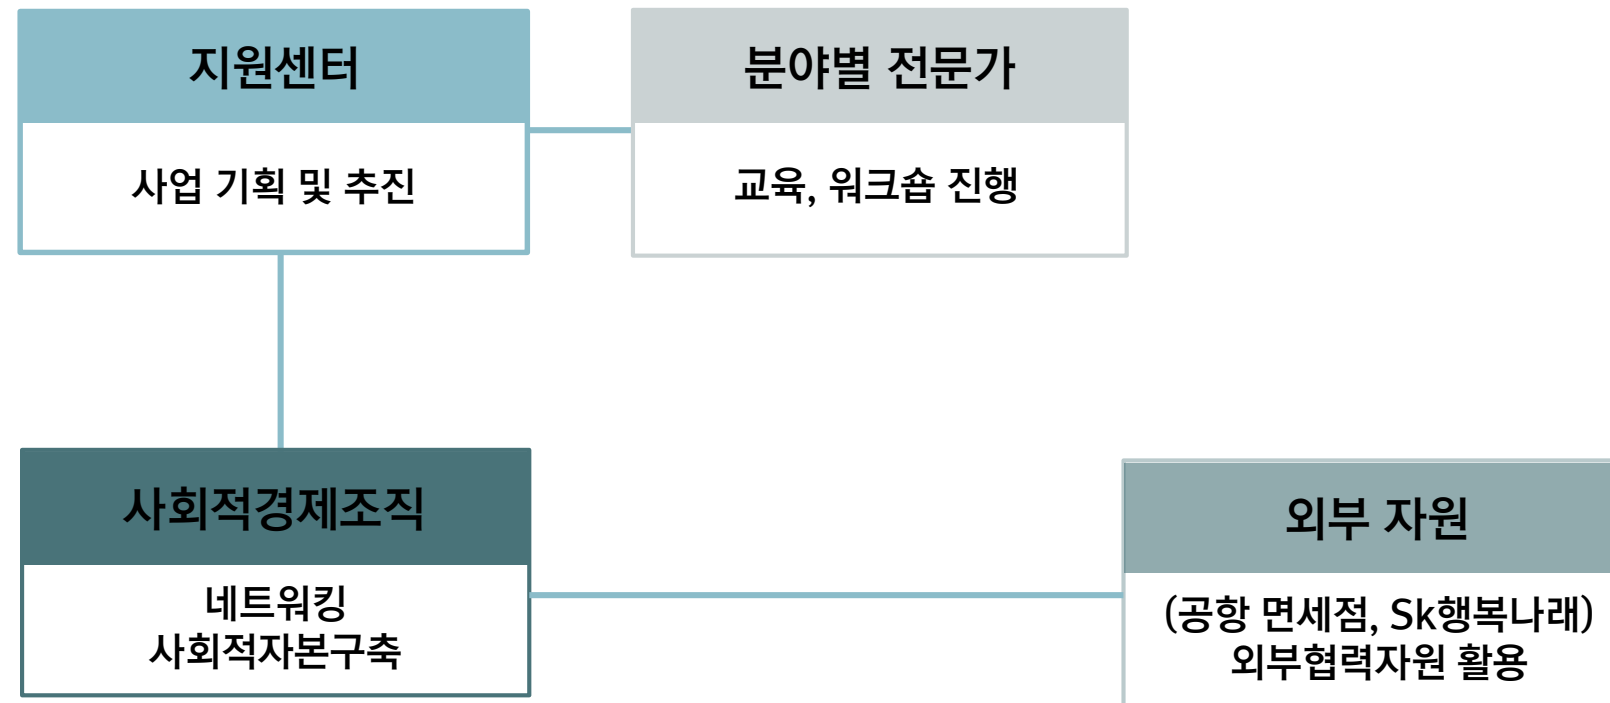 지원센터
사업 기획 및 추진
분야별 전문가
교육, 워크숍 진행
사회적경제조직
네트워킹
사회적자본구축
외부 자원
(공항 면세점, Sk행복나래)
외부협력자원 활용